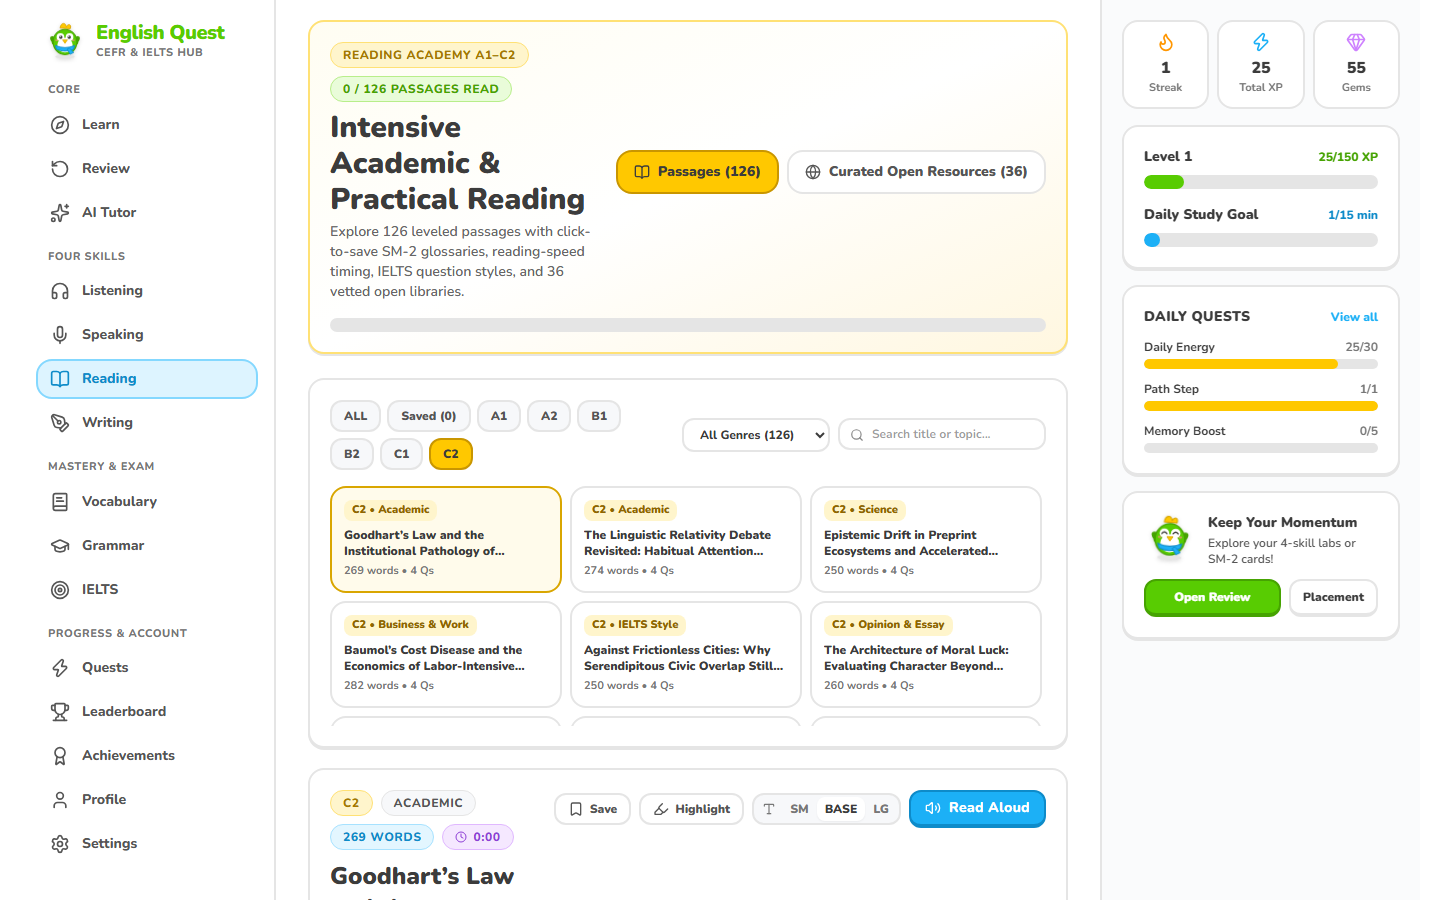 English Quest
CEFR & IELTS HUB
CORE
Learn
Review
AI Tutor
FOUR SKILLS
Listening
Speaking
Reading
Writing
MASTERY & EXAM
Vocabulary
Grammar
IELTS
PROGRESS & ACCOUNT
Quests
Leaderboard
Achievements
Profile
Settings
READING ACADEMY A1–C2
0 / 126 PASSAGES READ
Intensive
Academic &
Practical Reading
Explore 126 leveled passages with click-
to-save SM-2 glossaries, reading-speed
timing, IELTS question styles, and 36
vetted open libraries.
Passages (126)
Curated Open Resources (36)
ALL
Saved (0)
A1
A2
B1
B2
C1
C2
All Genres (126)
Search title or topic...
C2 • Academic
Goodhart’s Law and the
Institutional Pathology of...
269 words • 4 Qs
C2 • Academic
The Linguistic Relativity Debate
Revisited: Habitual Attention...
274 words • 4 Qs
C2 • Science
Epistemic Drift in Preprint
Ecosystems and Accelerated...
250 words • 4 Qs
C2 • Business & Work
Baumol’s Cost Disease and the
Economics of Labor-Intensive...
282 words • 4 Qs
C2 • IELTS Style
Against Frictionless Cities: Why
Serendipitous Civic Overlap Still...
250 words • 4 Qs
C2 • Opinion & Essay
The Architecture of Moral Luck:
Evaluating Character Beyond...
260 words • 4 Qs
C2
ACADEMIC
269 WORDS
0:00
Save
Highlight
SM
BASE
LG
Read Aloud
Goodhart’s Law
1
Streak
25
Total XP
55
Gems
Level 1
25/150 XP
Daily Study Goal
1/15 min
DAILY QUESTS
View all
Daily Energy
25/30
Path Step
1/1
Memory Boost
0/5
Keep Your Momentum
Explore your 4-skill labs or
SM-2 cards!
Open Review
Placement